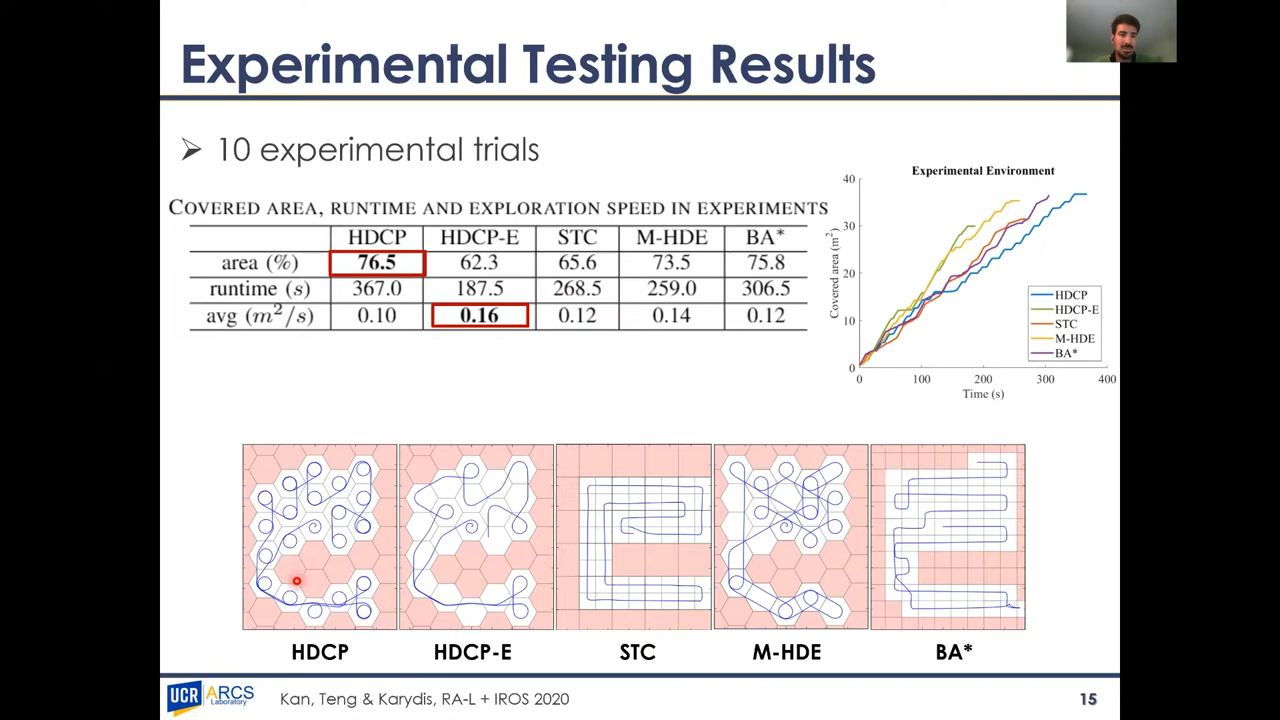 Experimental Testing Results
➢ 10 experimental trials
COVERED AREA, RUNTIME AND EXPLORATION SPEED IN EXPERIMENTS
HDCP HDCP-E STC M-HDE BA*
area (%) 76.5 62.3 65.6 73.5 75.8
runtime (s) 367.0 187.5 268.5 259.0 306.5
avg (m²/s) 0.10 0.16 0.12 0.14 0.12
Experimental Environment
Covered area (m²)
40
30
20
10
0
0 100 200 300 400
Time (s)
HDCP
HDCP-E
STC
M-HDE
BA*
HDCP HDCP-E STC M-HDE BA*
UCR ARCS Laboratory
Kan, Teng & Karydis, RA-L + IROS 2020
15